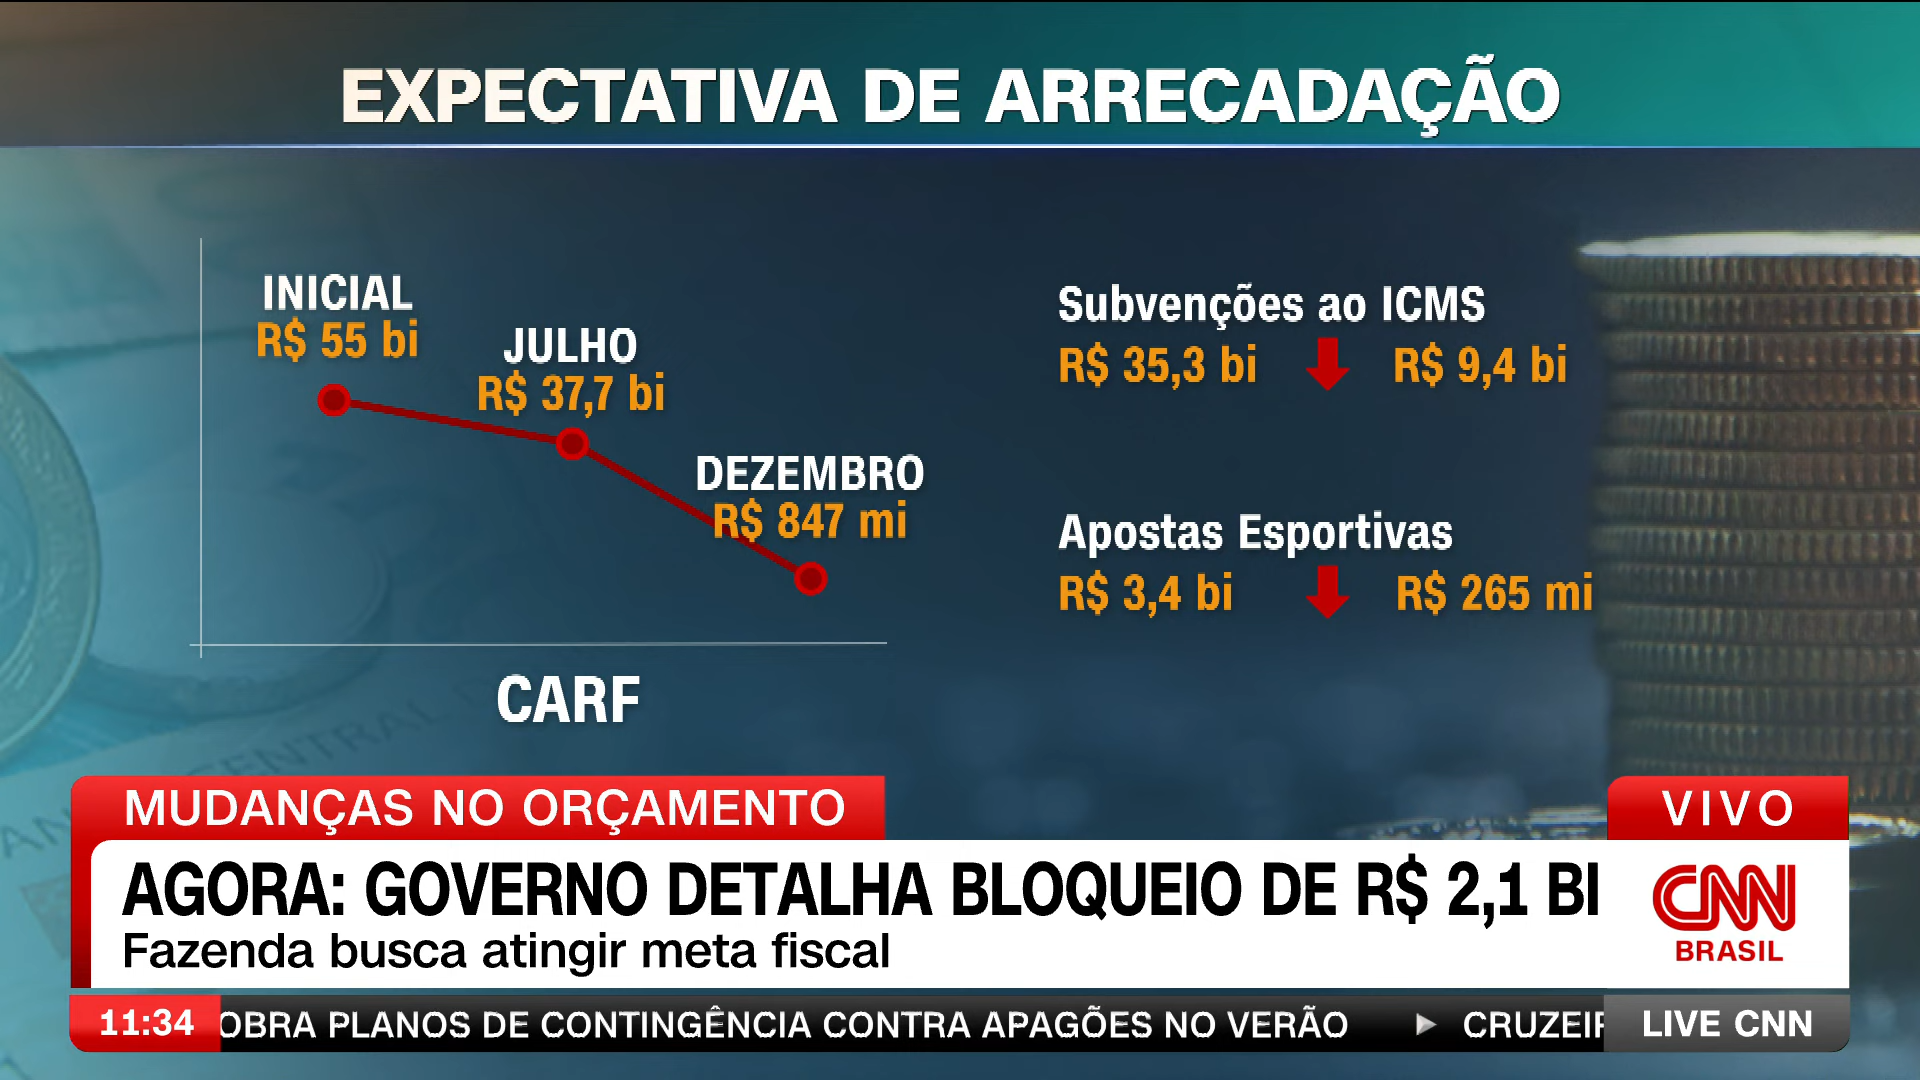 EXPECTATIVA DE ARRECADAÇÃO
INICIAL
R$ 55 bi
JULHO
R$ 37,7 bi
DEZEMBRO
R$ 847 mi
CARF
Subvenções ao ICMS
R$ 35,3 bi R$ 9,4 bi
Apostas Esportivas
R$ 3,4 bi R$ 265 mi
MUDANÇAS NO ORÇAMENTO
VIVO
AGORA: GOVERNO DETALHA BLOQUEIO DE R$ 2,1 BI
Fazenda busca atingir meta fiscal
CNN
BRASIL
11:34 OBRA PLANOS DE CONTINGÊNCIA CONTRA APAGÕES NO VERÃO LIVE CNN